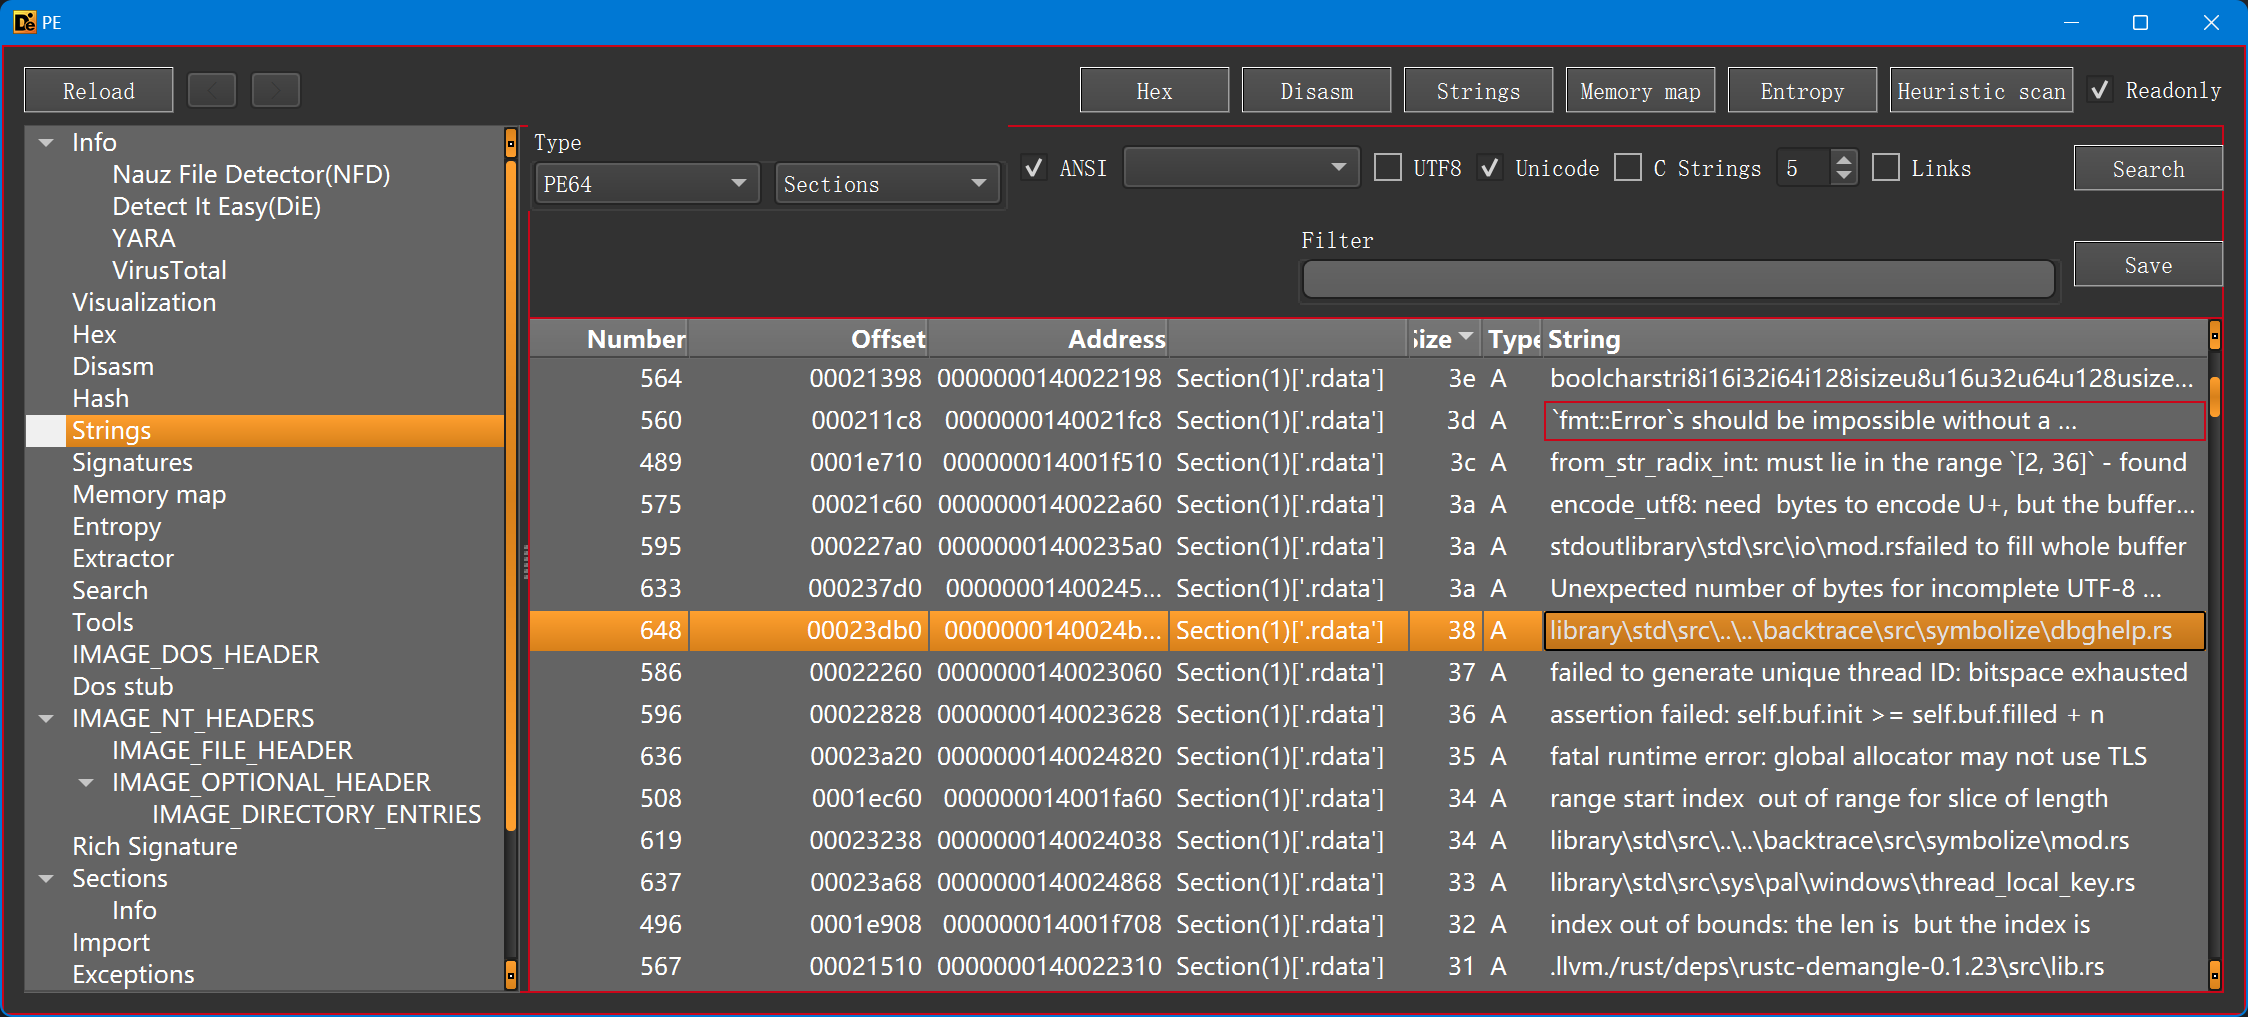 PE
Reload < > Hex Disasm Strings Memory map Entropy Heuristic scan Readonly
Info
Nauz File Detector(NFD)
Detect It Easy(DiE)
YARA
VirusTotal
Visualization
Hex
Disasm
Hash
Strings
Signatures
Memory map
Entropy
Extractor
Search
Tools
IMAGE_DOS_HEADER
Dos stub
IMAGE_NT_HEADERS
IMAGE_FILE_HEADER
IMAGE_OPTIONAL_HEADER
IMAGE_DIRECTORY_ENTRIES
Rich Signature
Sections
Info
Import
Exceptions
Type
PE64 Sections ANSI UTF8 Unicode C Strings 5 Links Search
Filter
Save
Number Offset Address Size Type String
564 00021398 0000000140022198 Section(1)['.rdata'] 3e A boolcharstri8i16i32i64i128isizeu8u16u32u64u128usize...
560 000211c8 0000000140021fc8 Section(1)['.rdata'] 3d A `fmt::Error`s should be impossible without a ...
489 0001e710 000000014001f510 Section(1)['.rdata'] 3c A from_str_radix_int: must lie in the range `[2, 36]` - found
575 00021c60 0000000140022a60 Section(1)['.rdata'] 3a A encode_utf8: need  bytes to encode U+, but the buffer...
595 000227a0 00000001400235a0 Section(1)['.rdata'] 3a A stdoutlibrary\std\src\io\mod.rsfailed to fill whole buffer
633 000237d0 00000001400245... Section(1)['.rdata'] 3a A Unexpected number of bytes for incomplete UTF-8 ...
648 00023db0 0000000140024b... Section(1)['.rdata'] 38 A library\std\src\..\..\backtrace\src\symbolize\dbghelp.rs
586 00022260 0000000140023060 Section(1)['.rdata'] 37 A failed to generate unique thread ID: bitspace exhausted
596 00022828 0000000140023628 Section(1)['.rdata'] 36 A assertion failed: self.buf.init >= self.buf.filled + n
636 00023a20 0000000140024820 Section(1)['.rdata'] 35 A fatal runtime error: global allocator may not use TLS
508 0001ec60 000000014001fa60 Section(1)['.rdata'] 34 A range start index  out of range for slice of length
619 00023238 0000000140024038 Section(1)['.rdata'] 34 A library\std\src\..\..\backtrace\src\symbolize\mod.rs
637 00023a68 0000000140024868 Section(1)['.rdata'] 33 A library\std\src\sys\pal\windows\thread_local_key.rs
496 0001e908 000000014001f708 Section(1)['.rdata'] 32 A index out of bounds: the len is  but the index is
567 00021510 0000000140022310 Section(1)['.rdata'] 31 A .llvm./rust/deps\rustc-demangle-0.1.23\src\lib.rs